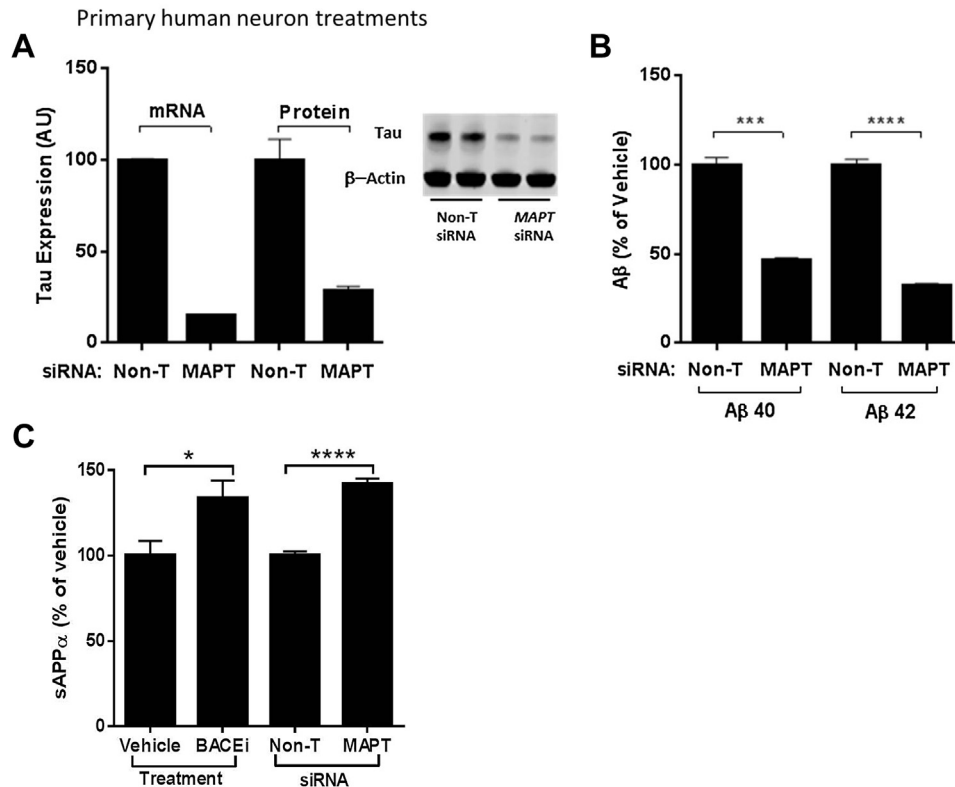 Primary human neuron treatments
A
Tau Expression (AU)
150
100
50
0
mRNA
Protein
siRNA: Non-T MAPT Non-T MAPT
Tau
β–Actin
Non-T siRNA
MAPT siRNA
B
Aβ (% of Vehicle)
150
100
50
0
***
****
siRNA: Non-T MAPT Non-T MAPT
Aβ 40
Aβ 42
C
sAPPα (% of vehicle)
150
100
50
0
*
****
Vehicle BACEi Non-T MAPT
Treatment
siRNA